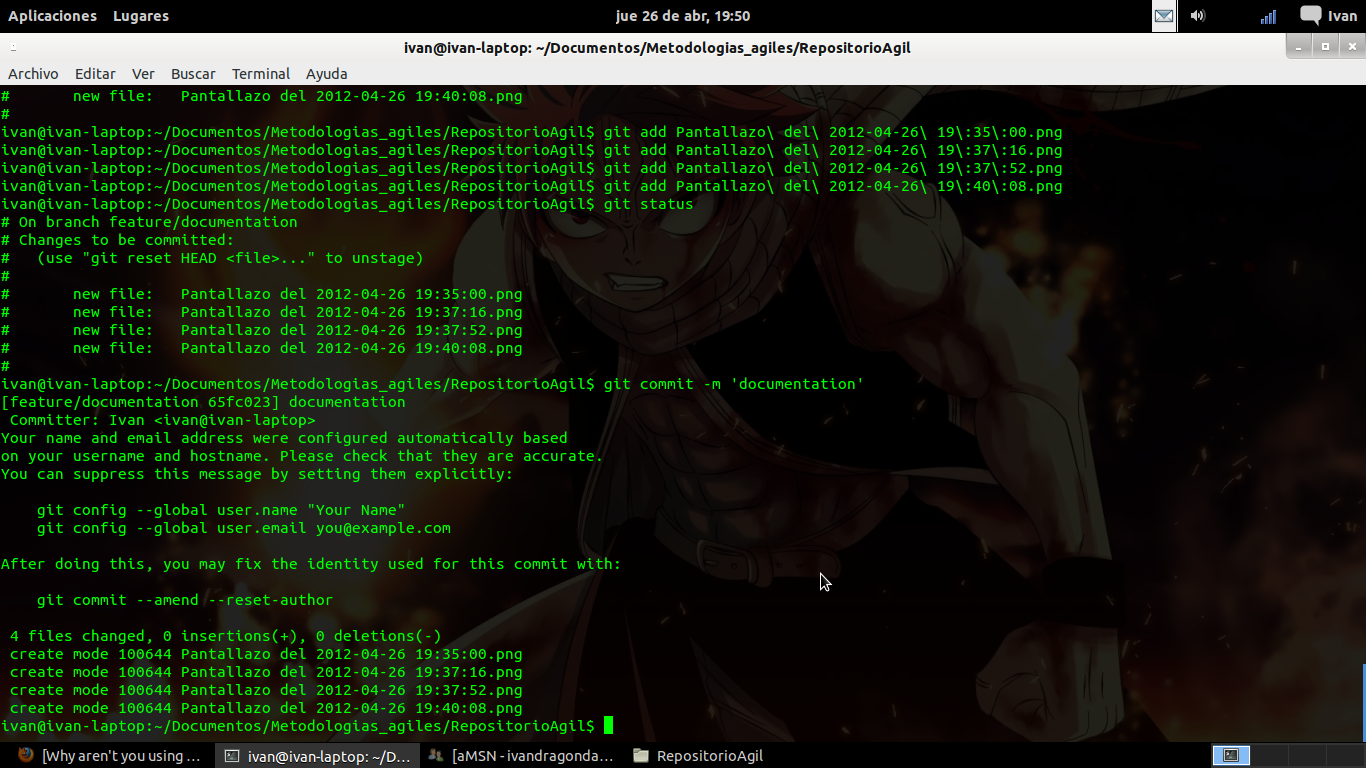 Aplicaciones Lugares jue 26 de abr, 19:50 Ivan
ivan@ivan-laptop: ~/Documentos/Metodologias_agiles/RepositorioAgil
Archivo Editar Ver Buscar Terminal Ayuda
#       new file:   Pantallazo del 2012-04-26 19:40:08.png
#
ivan@ivan-laptop:~/Documentos/Metodologias_agiles/RepositorioAgil$ git add Pantallazo\ del\ 2012-04-26\ 19\:35\:00.png
ivan@ivan-laptop:~/Documentos/Metodologias_agiles/RepositorioAgil$ git add Pantallazo\ del\ 2012-04-26\ 19\:37\:16.png
ivan@ivan-laptop:~/Documentos/Metodologias_agiles/RepositorioAgil$ git add Pantallazo\ del\ 2012-04-26\ 19\:37\:52.png
ivan@ivan-laptop:~/Documentos/Metodologias_agiles/RepositorioAgil$ git add Pantallazo\ del\ 2012-04-26\ 19\:40\:08.png
ivan@ivan-laptop:~/Documentos/Metodologias_agiles/RepositorioAgil$ git status
# On branch feature/documentation
# Changes to be committed:
#   (use "git reset HEAD <file>..." to unstage)
#
#       new file:   Pantallazo del 2012-04-26 19:35:00.png
#       new file:   Pantallazo del 2012-04-26 19:37:16.png
#       new file:   Pantallazo del 2012-04-26 19:37:52.png
#       new file:   Pantallazo del 2012-04-26 19:40:08.png
#
ivan@ivan-laptop:~/Documentos/Metodologias_agiles/RepositorioAgil$ git commit -m 'documentation'
[feature/documentation 65fc023] documentation
 Committer: Ivan <ivan@ivan-laptop>
Your name and email address were configured automatically based
on your username and hostname. Please check that they are accurate.
You can suppress this message by setting them explicitly:
    git config --global user.name "Your Name"
    git config --global user.email you@example.com
After doing this, you may fix the identity used for this commit with:
    git commit --amend --reset-author
 4 files changed, 0 insertions(+), 0 deletions(-)
 create mode 100644 Pantallazo del 2012-04-26 19:35:00.png
 create mode 100644 Pantallazo del 2012-04-26 19:37:16.png
 create mode 100644 Pantallazo del 2012-04-26 19:37:52.png
 create mode 100644 Pantallazo del 2012-04-26 19:40:08.png
ivan@ivan-laptop:~/Documentos/Metodologias_agiles/RepositorioAgil$
[Why aren't you using ... ivan@ivan-laptop: ~/D... [aMSN - ivandragonda... RepositorioAgil